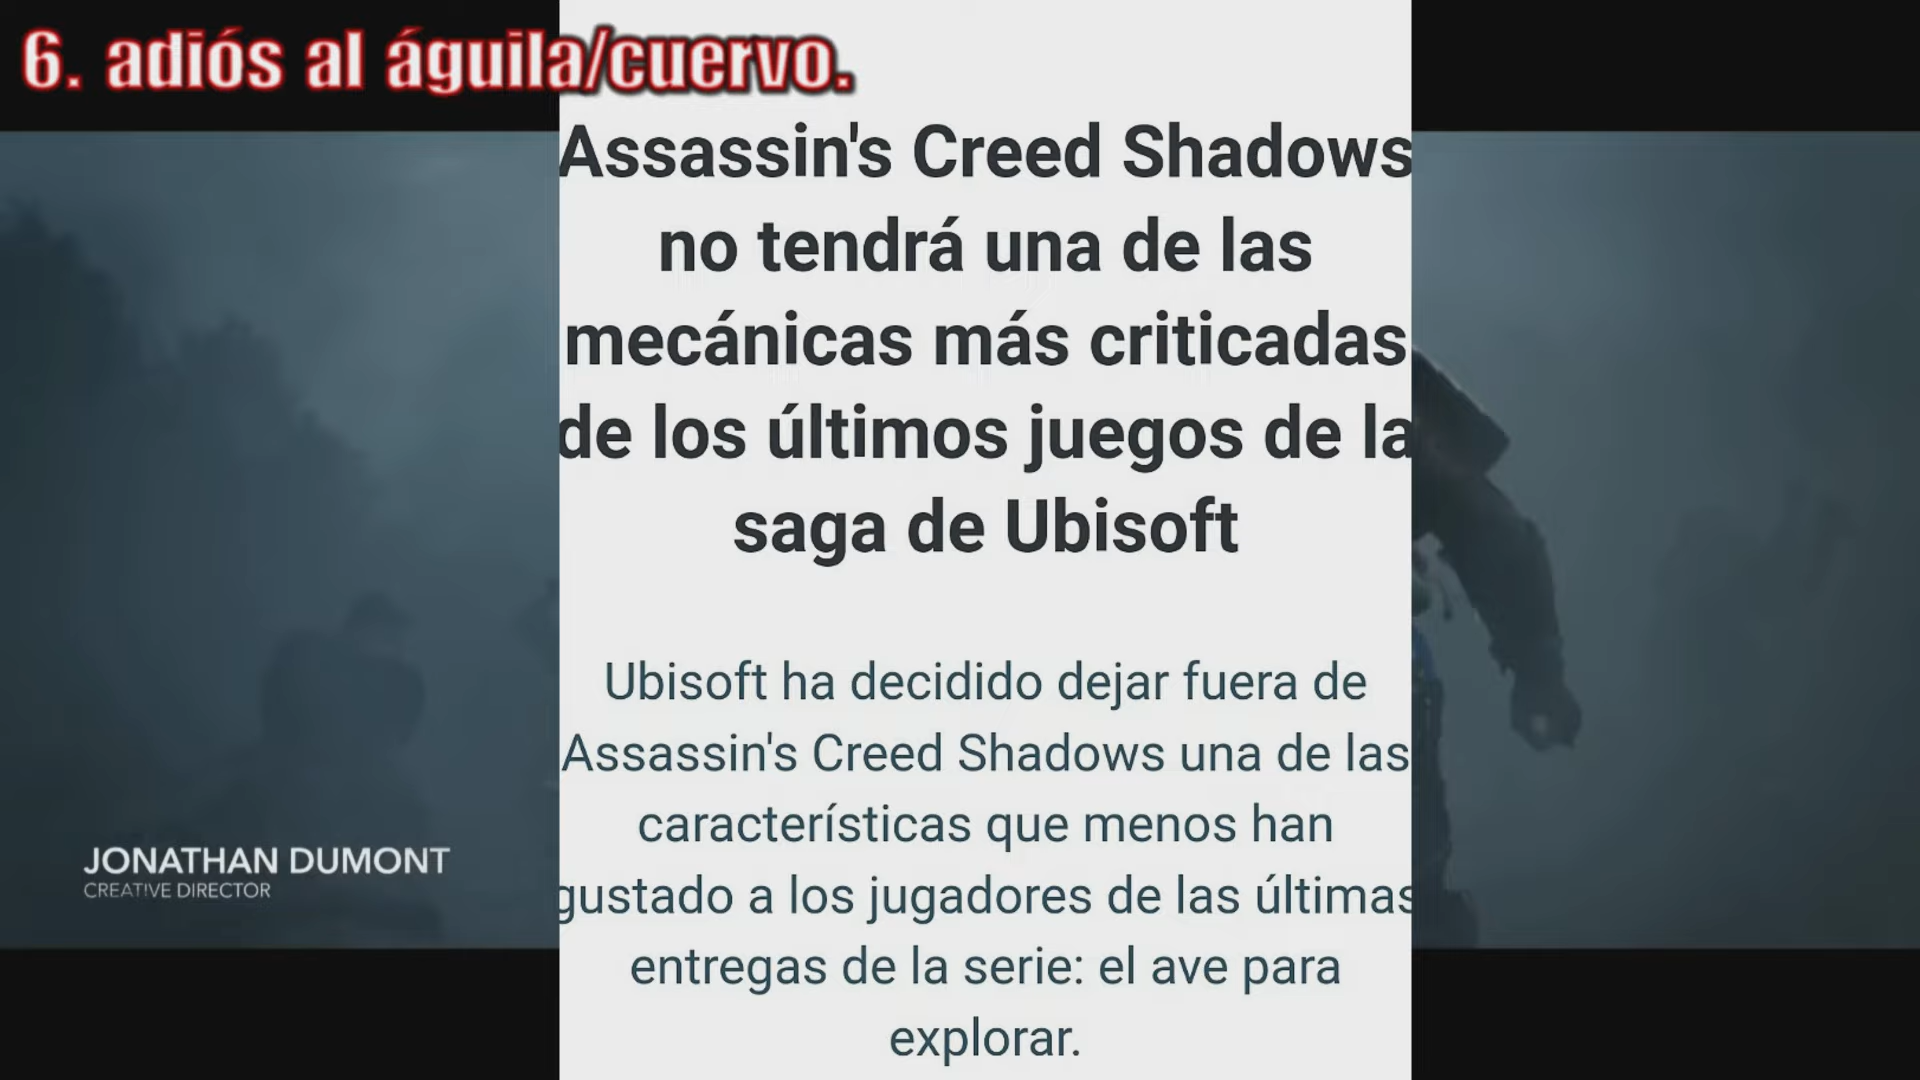 6. adiós al águila/cuervo.
Assassin's Creed Shadows
no tendrá una de las
mecánicas más criticadas
de los últimos juegos de la
saga de Ubisoft
Ubisoft ha decidido dejar fuera de
Assassin's Creed Shadows una de las
características que menos han
gustado a los jugadores de las últimas
entregas de la serie: el ave para
explorar.
JONATHAN DUMONT
CREATIVE DIRECTOR